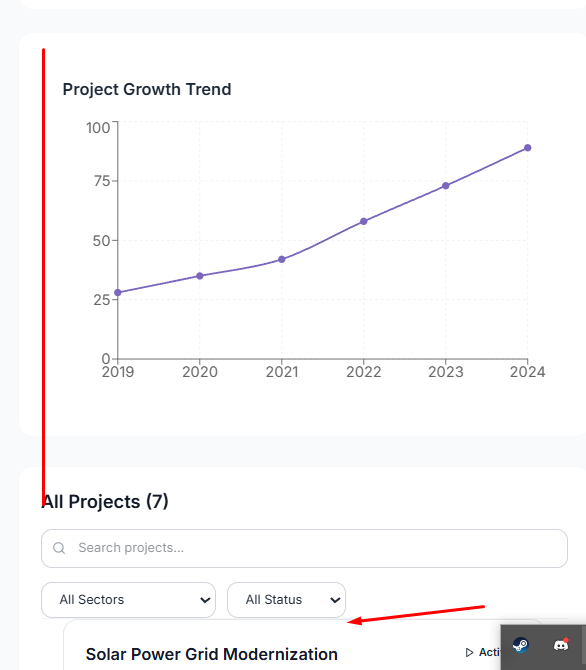 Project Growth Trend
100
75
50
25
0
2019 2020 2021 2022 2023 2024
All Projects (7)
Search projects...
All Sectors All Status
Solar Power Grid Modernization